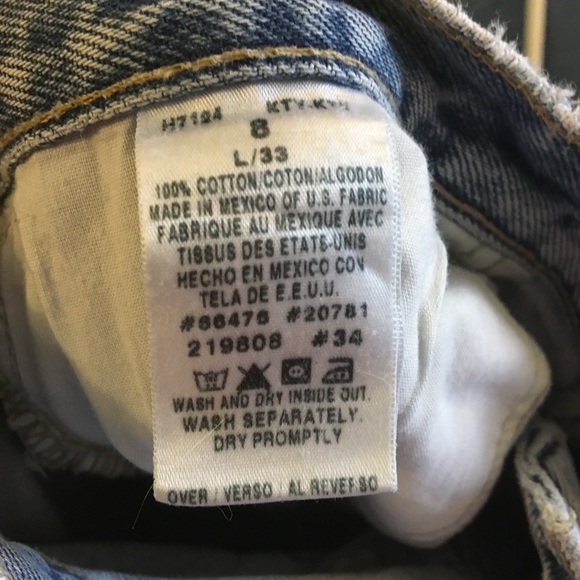 H7124
8
L/33
100% COTTON/COTON/ALGODON
MADE IN MEXICO OF U.S. FABRIC
FABRIQUE AU MEXIQUE AVEC
TISSUS DES ETATS-UNIS
HECHO EN MEXICO CON
TELA DE E.E.U.U.
#66476 #20781
219608 #34
WASH AND DRY INSIDE OUT.
WASH SEPARATELY.
DRY PROMPTLY
OVER / VERSO / AL REVERSO